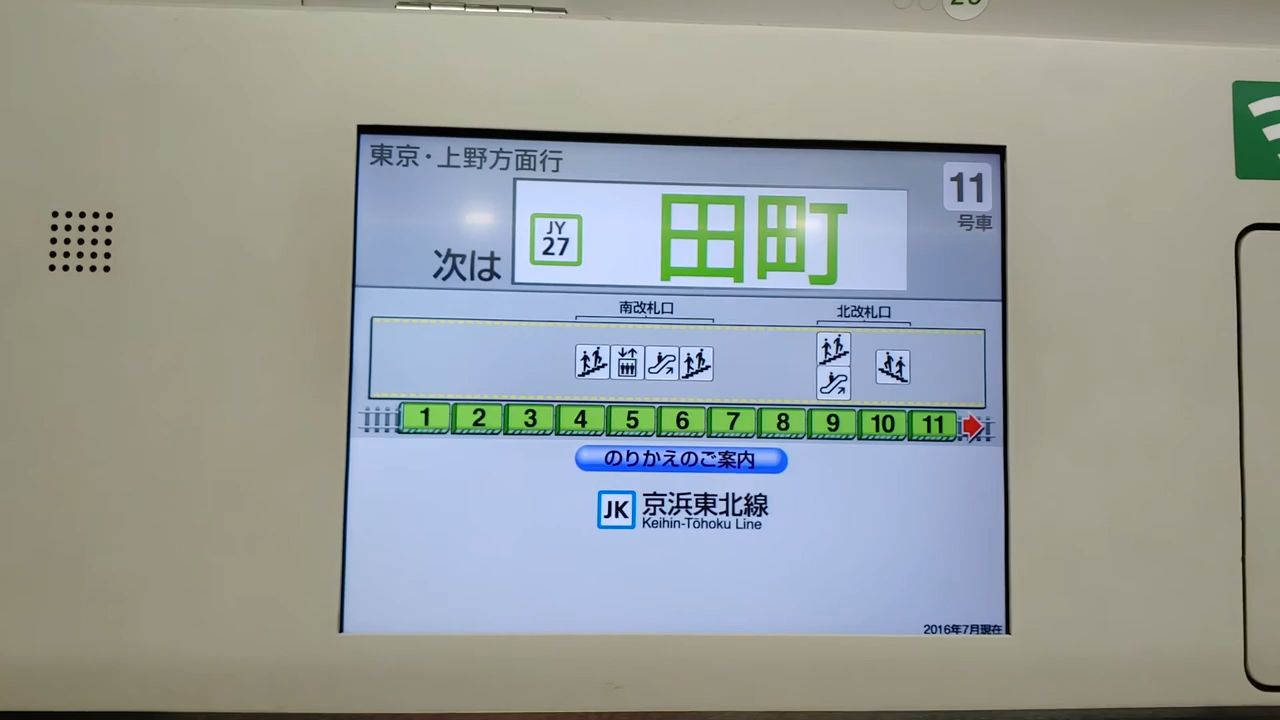 東京・上野方面行
11
号車
次は
JY
27
田町
南改札口
北改札口
1 2 3 4 5 6 7 8 9 10 11
のりかえのご案内
JK 京浜東北線
Keihin-Tōhoku Line
2016年7月現在